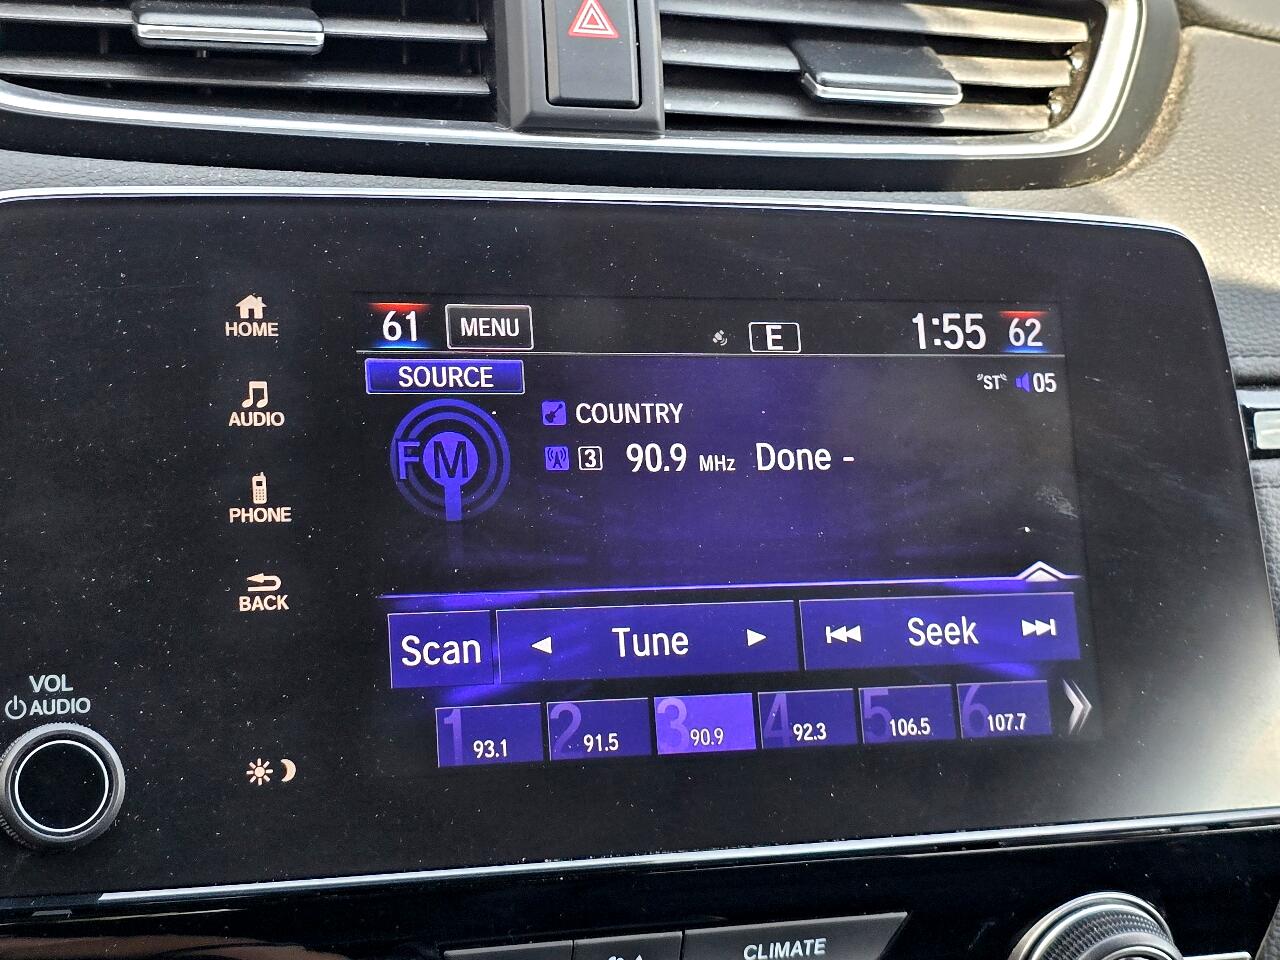 HOME
AUDIO
PHONE
BACK
VOL
AUDIO
61 MENU E 1:55 62
SOURCE "ST" 05
FM
COUNTRY
3 90.9 MHz Done -
Scan Tune Seek
1 93.1 2 91.5 3 90.9 4 92.3 5 106.5 6 107.7
CLIMATE